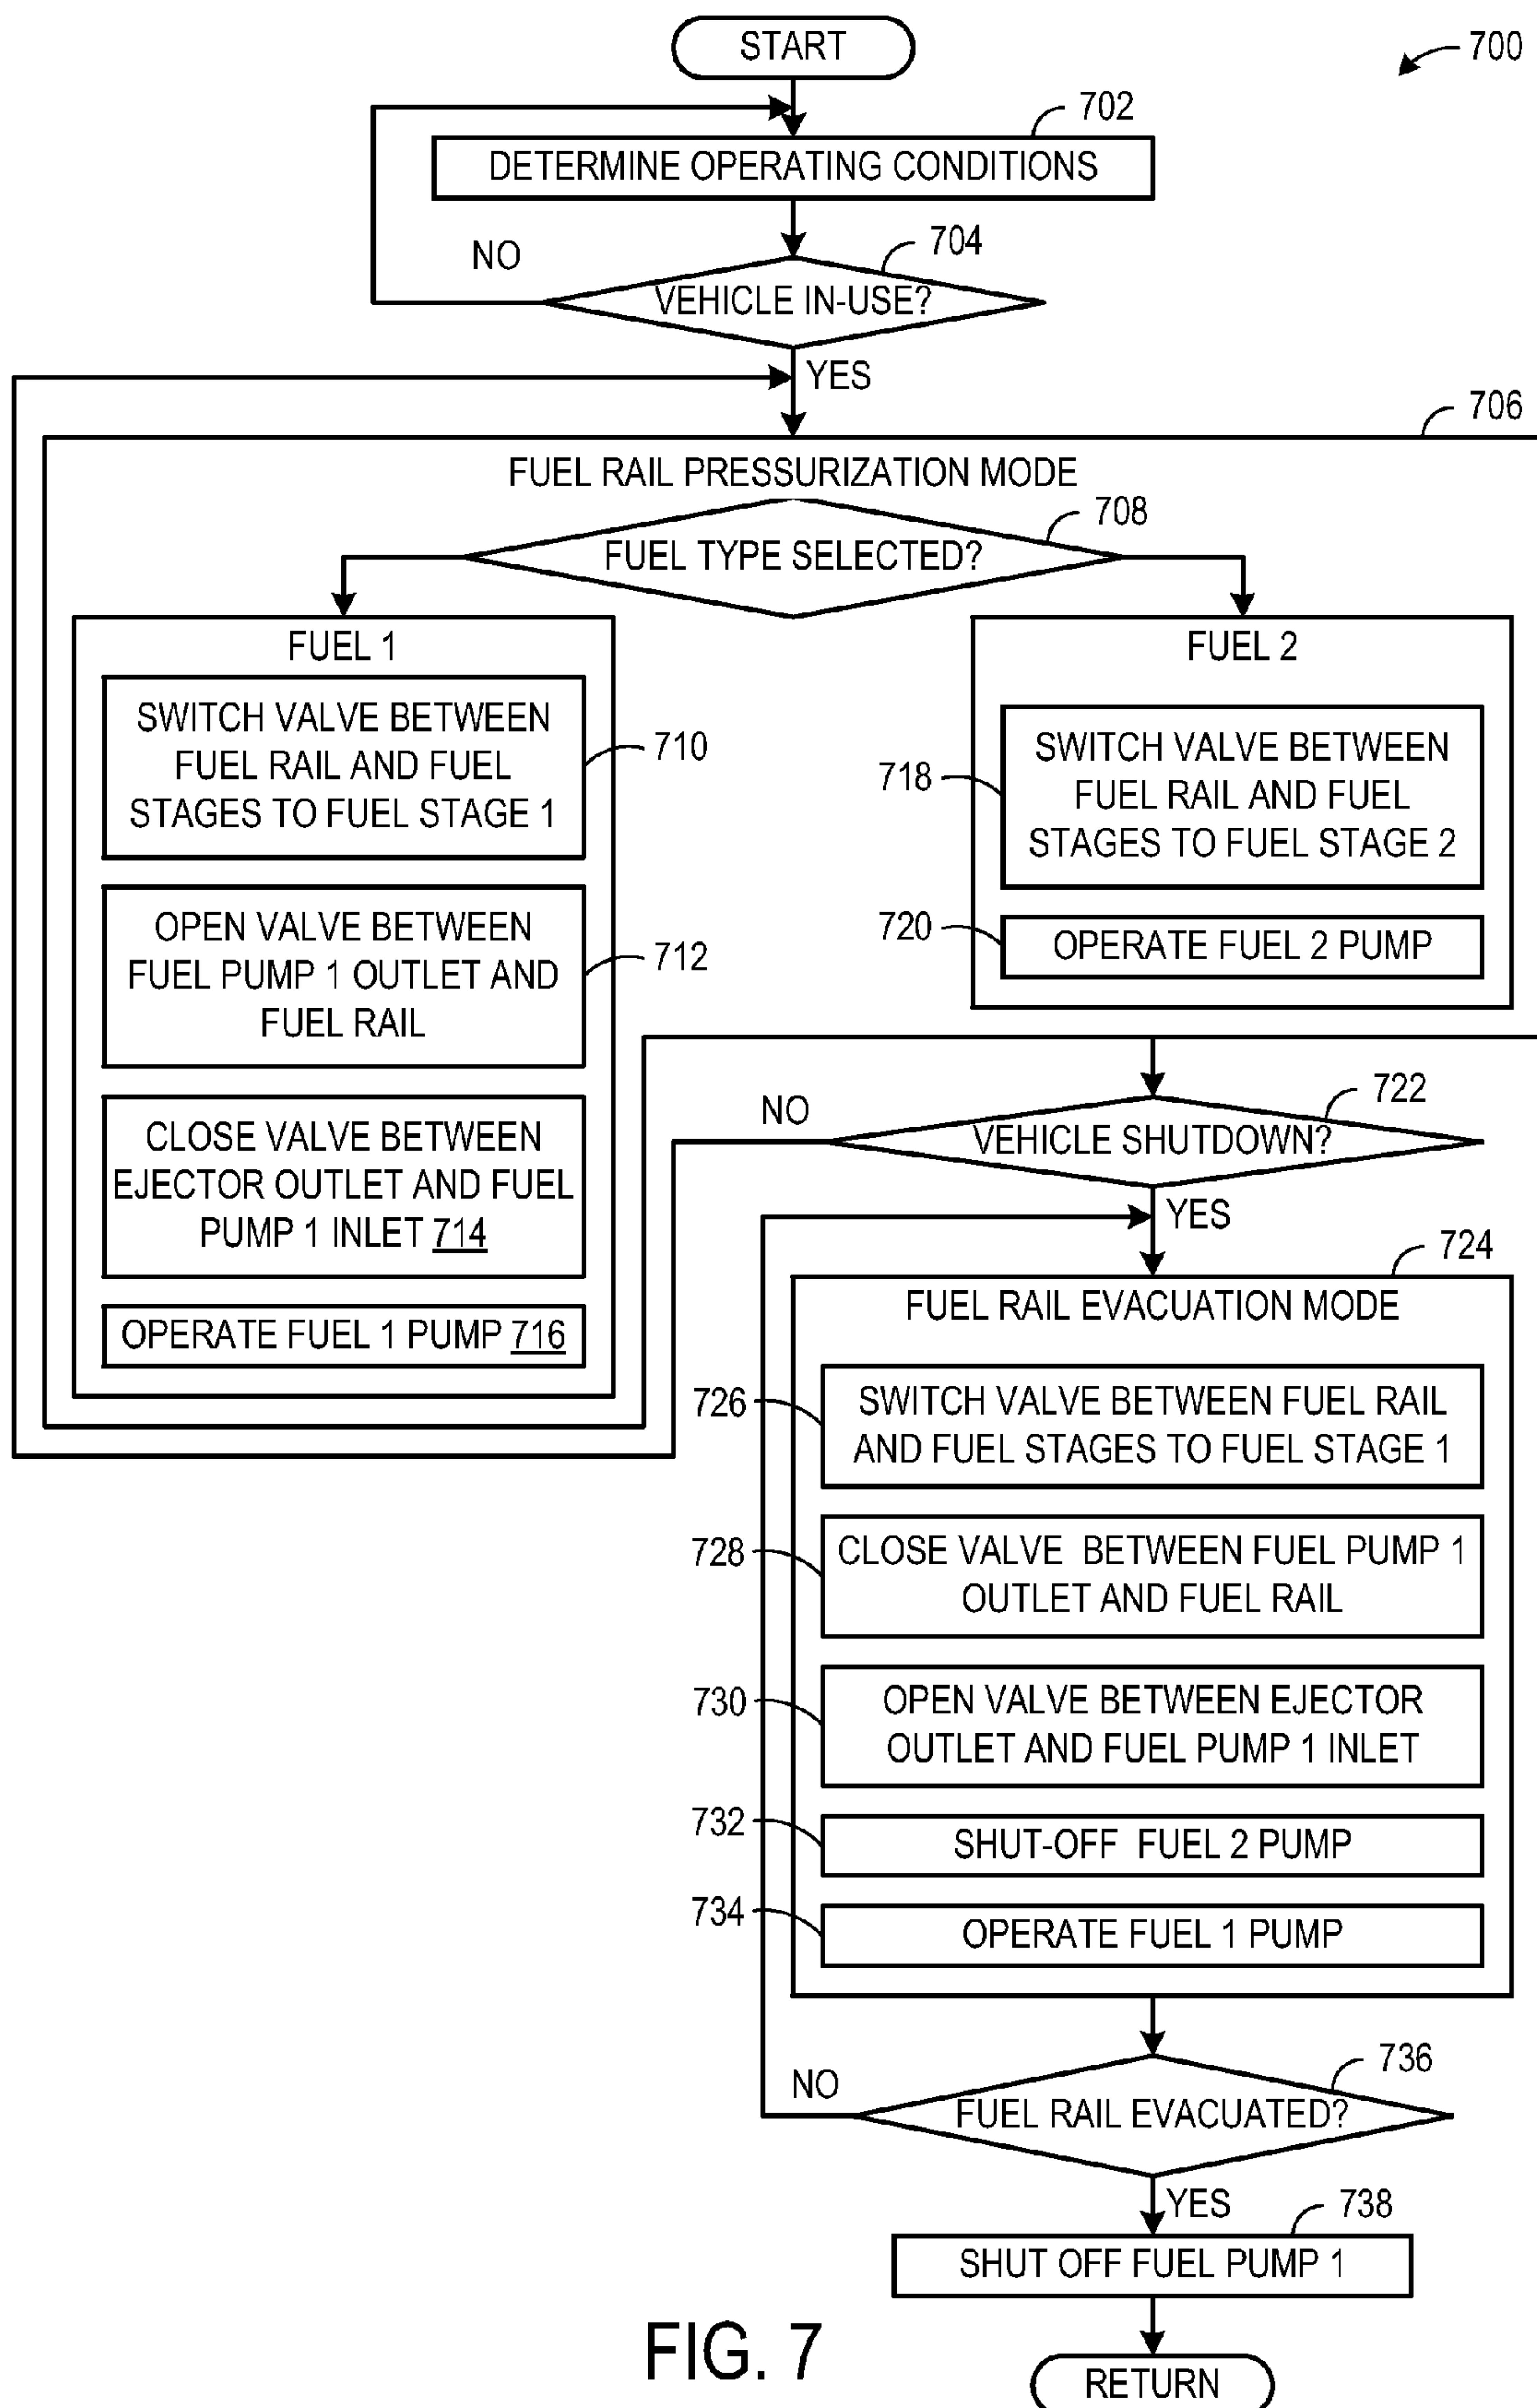 START
700
702
DETERMINE OPERATING CONDITIONS
704
NO
VEHICLE IN-USE?
YES
706
FUEL RAIL PRESSURIZATION MODE
708
FUEL TYPE SELECTED?
FUEL 1
SWITCH VALVE BETWEEN
FUEL RAIL AND FUEL
STAGES TO FUEL STAGE 1
710
OPEN VALVE BETWEEN
FUEL PUMP 1 OUTLET AND
FUEL RAIL
712
CLOSE VALVE BETWEEN
EJECTOR OUTLET AND FUEL
PUMP 1 INLET 714
OPERATE FUEL 1 PUMP 716
FUEL 2
SWITCH VALVE BETWEEN
FUEL RAIL AND FUEL
STAGES TO FUEL STAGE 2
718
720
OPERATE FUEL 2 PUMP
722
NO
VEHICLE SHUTDOWN?
YES
724
FUEL RAIL EVACUATION MODE
726
SWITCH VALVE BETWEEN FUEL RAIL
AND FUEL STAGES TO FUEL STAGE 1
728
CLOSE VALVE BETWEEN FUEL PUMP 1
OUTLET AND FUEL RAIL
730
OPEN VALVE BETWEEN EJECTOR
OUTLET AND FUEL PUMP 1 INLET
732
SHUT-OFF FUEL 2 PUMP
734
OPERATE FUEL 1 PUMP
736
NO
FUEL RAIL EVACUATED?
YES
738
SHUT OFF FUEL PUMP 1
RETURN
FIG. 7